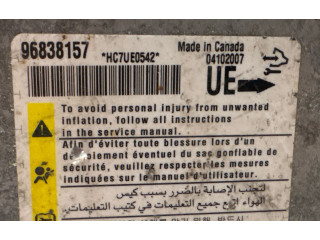 96838157
*HC7UE0542*
Made In Canada
04102007
UE
To avoid personal injury from unwanted
inflation, follow all instructions
in the service manual.
Afin d'éviter toute blessure lors d'un
déploiement éventuel du sac gonflable de
sécurité, veuillez respecter les mesures
indiquées sur le manuel d'utilisateur.
لتجنب الإصابة بالضرر بسبب كيس
الهواء اتبع جميع التعليمات في كتيب التعليمات